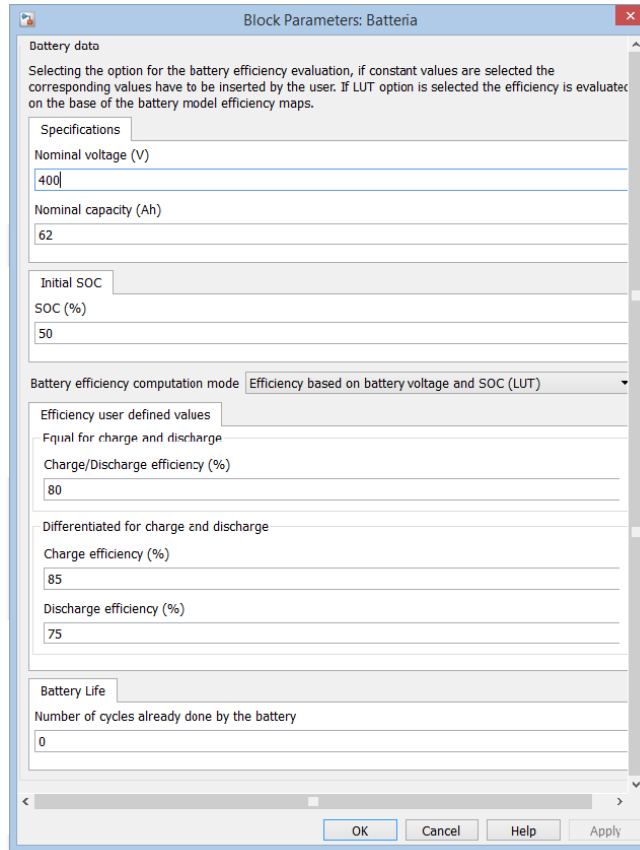 Block Parameters: Batteria
Battery data
Selecting the option for the battery efficiency evaluation, if constant values are selected the
corresponding values have to be inserted by the user. If LUT option is selected the efficiency is evaluated
on the base of the battery model efficiency maps.
Specifications
Nominal voltage (V)
400
Nominal capacity (Ah)
62
Initial SOC
SOC (%)
50
Battery efficiency computation mode Efficiency based on battery voltage and SOC (LUT)
Efficiency user defined values
Equal for charge and discharge
Charge/Discharge efficiency (%)
80
Differentiated for charge and discharge
Charge efficiency (%)
85
Discharge efficiency (%)
75
Battery Life
Number of cycles already done by the battery
0
OK Cancel Help Apply